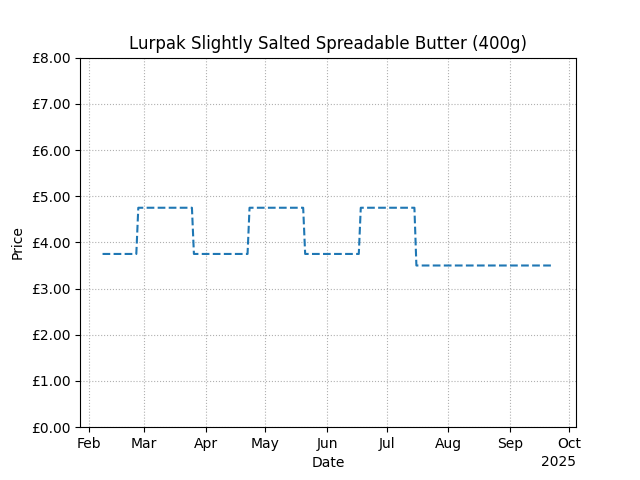 Lurpak Slightly Salted Spreadable Butter (400g)
£8.00
£7.00
£6.00
£5.00
£4.00
£3.00
£2.00
£1.00
£0.00
Price
Feb Mar Apr May Jun Jul Aug Sep Oct
2025
Date